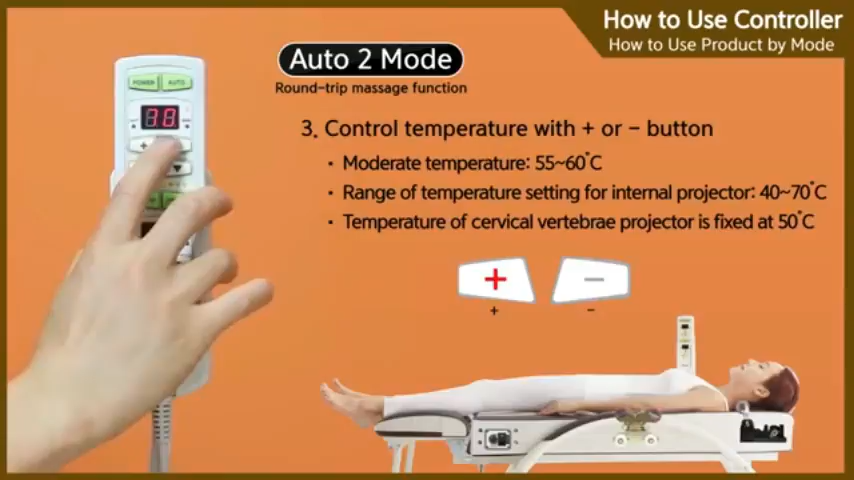 How to Use Controller
How to Use Product by Mode
Auto 2 Mode
Round-trip massage function
3. Control temperature with + or - button
· Moderate temperature: 55~60°C
· Range of temperature setting for internal projector: 40~70°C
· Temperature of cervical vertebrae projector is fixed at 50°C
+ −
+ -
POWER AUTO
38
+